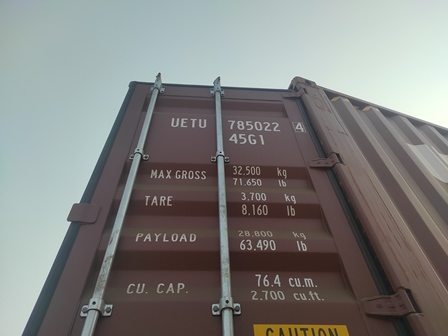 UETU 785022 4
45G1
MAX GROSS 32,500 kg
71,650 lb
TARE 3,700 kg
8,160 lb
PAYLOAD 28,800 kg
63,490 lb
CU. CAP. 76.4 cu.m.
2,700 cu.ft.
CAUTION